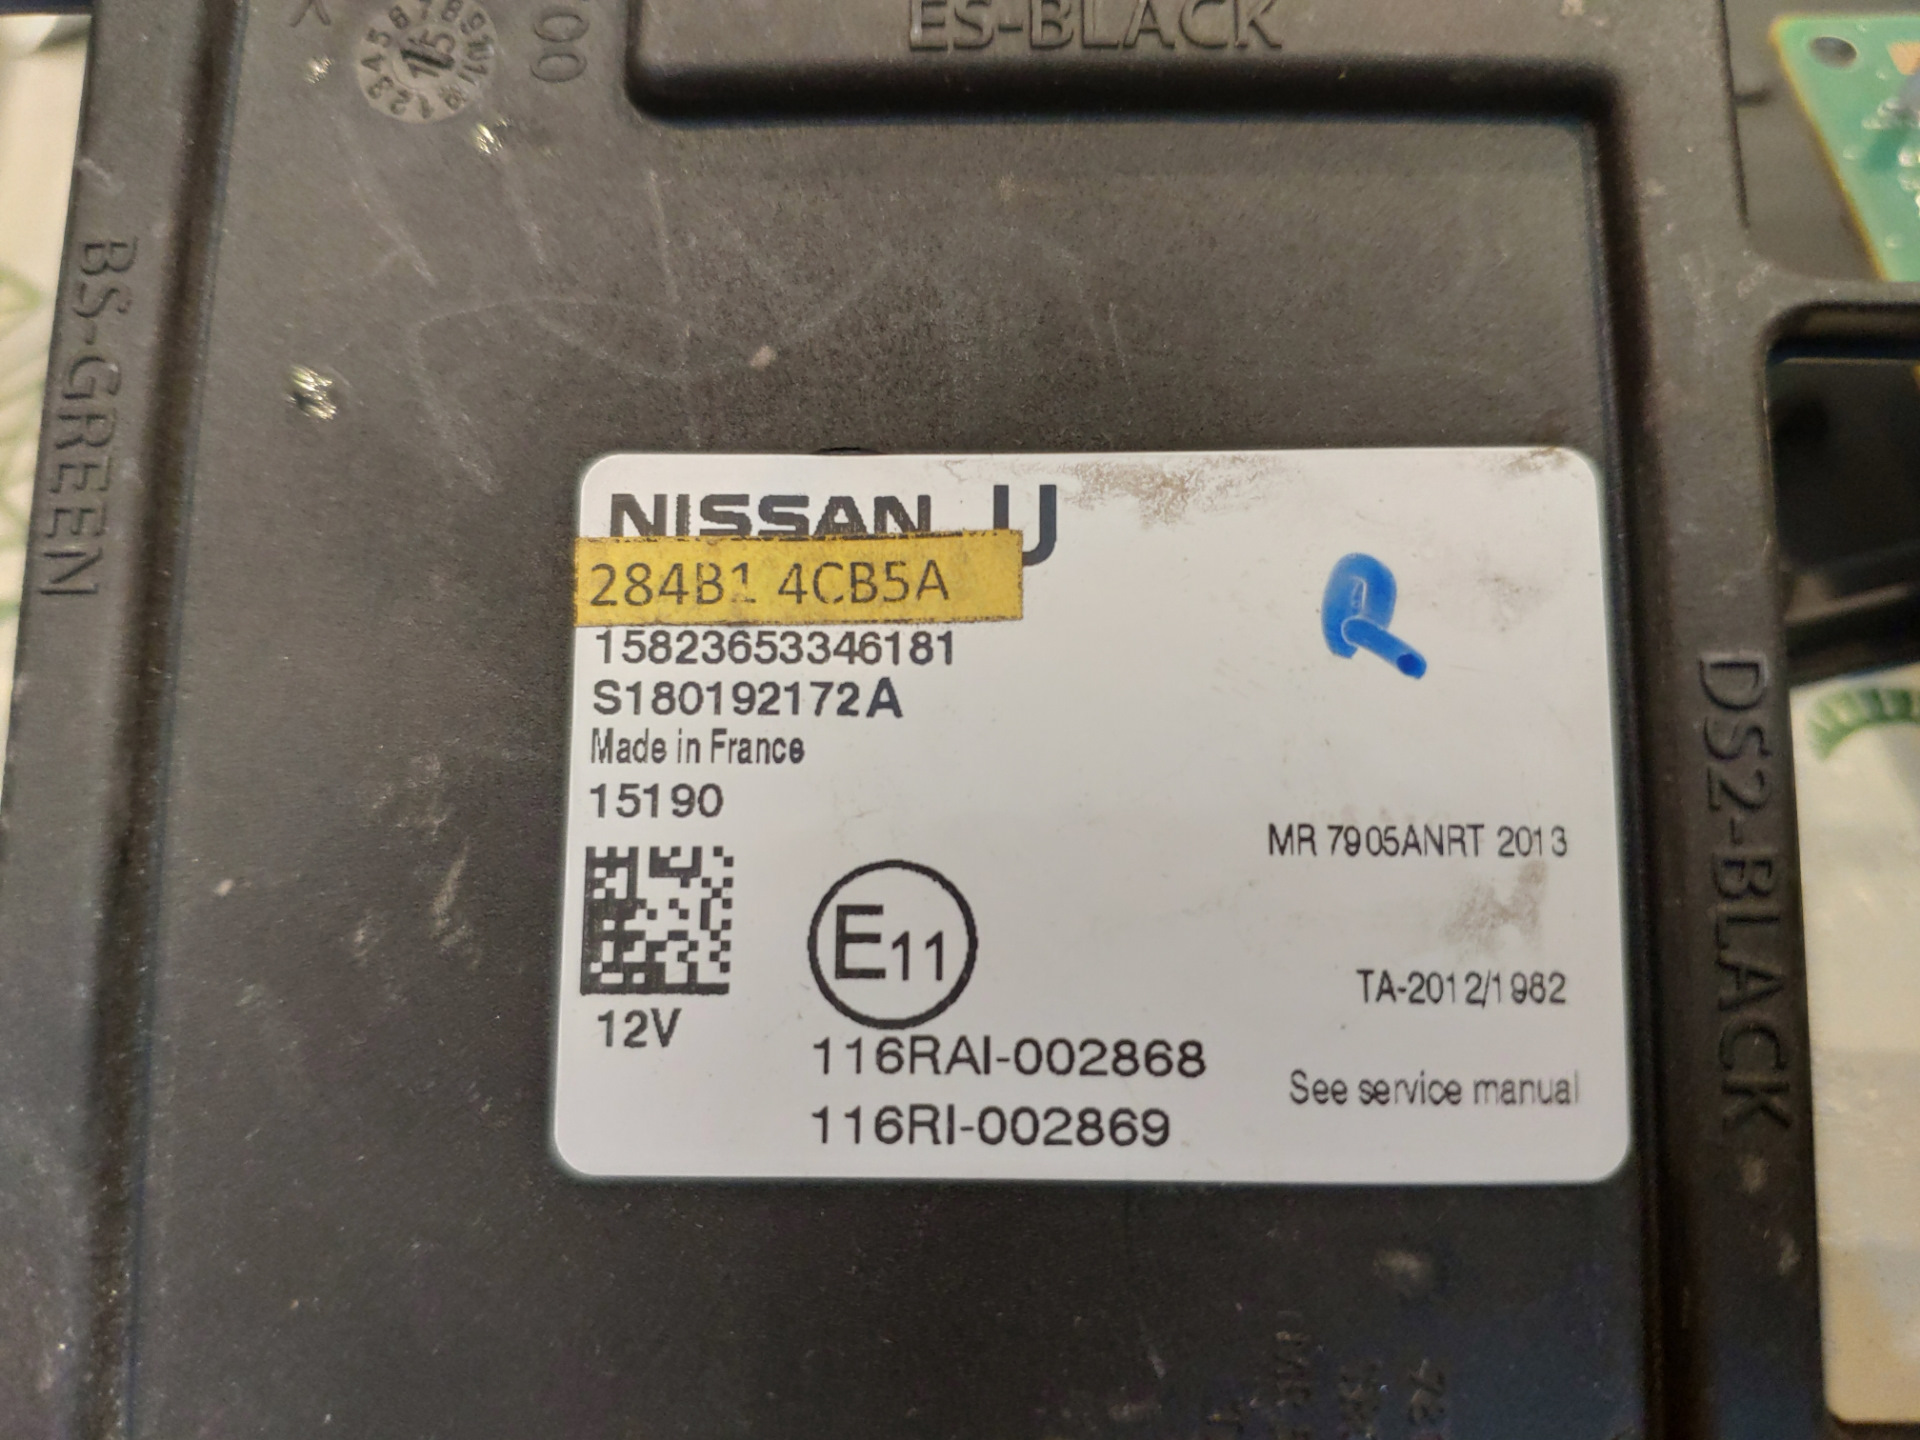 ES-BLACK
BS-GREEN
NISSAN U
284B1 4CB5A
15823653346181
S180192172A
Made in France
15190
MR 7905ANRT 2013
E11
TA-2012/1982
12V
116RAI-002868
See service manual
116RI-002869
DS2-BLACK